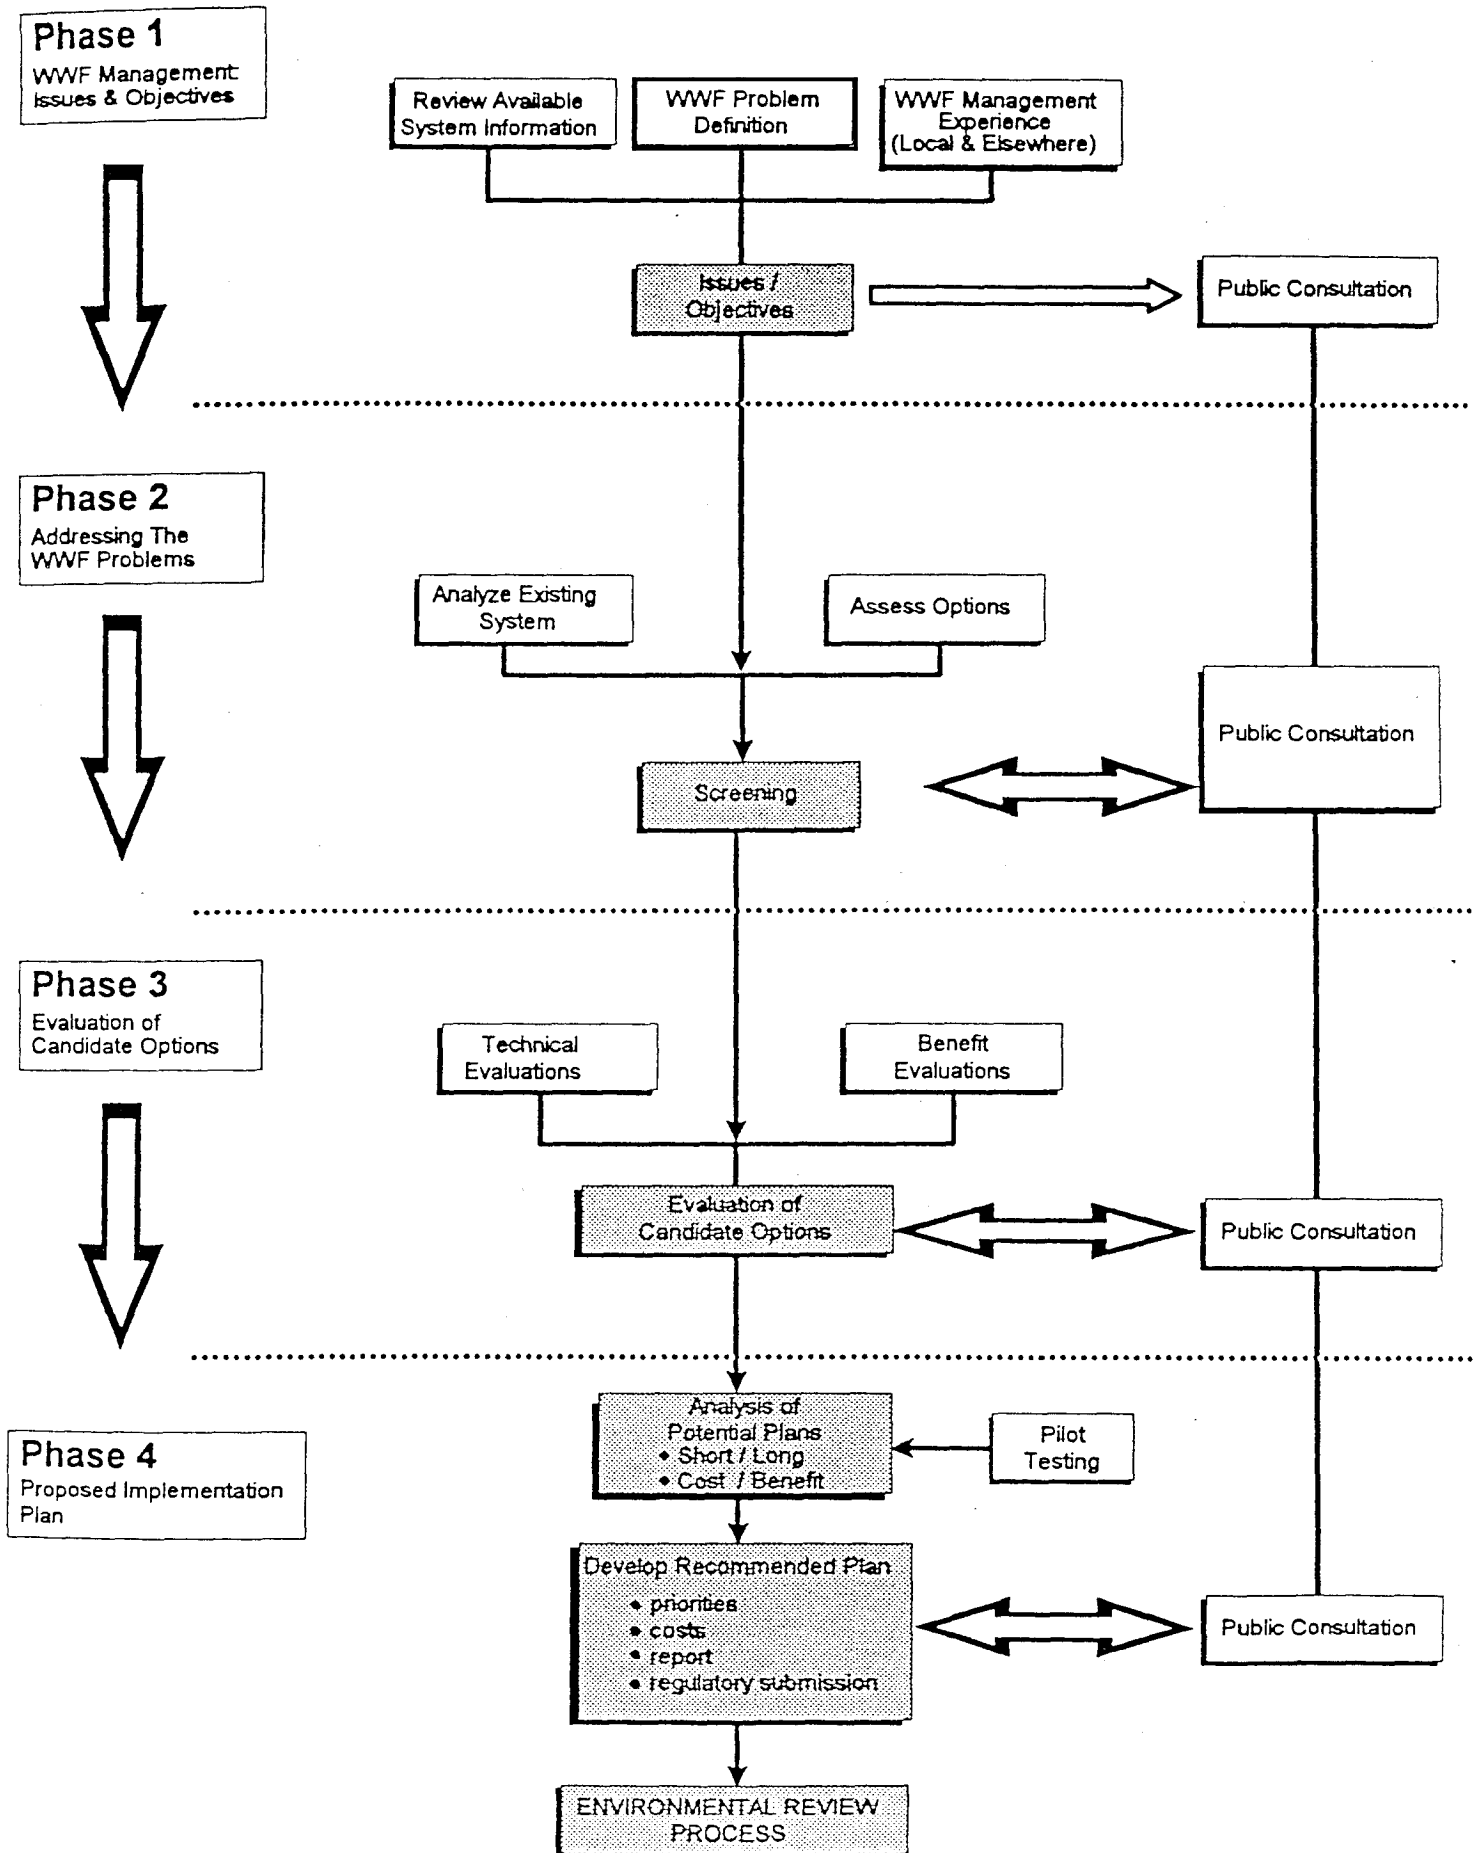 Phase 1
WWF Management
Issues & Objectives
Review Available
System Information
WWF Problem
Definition
WWF Management
Experience
(Local & Elsewhere)
Issues /
Objectives
Public Consultation
Phase 2
Addressing The
WWF Problems
Analyze Existing
System
Assess Options
Public Consultation
Screening
Phase 3
Evaluation of
Candidate Options
Technical
Evaluations
Benefit
Evaluations
Evaluation of
Candidate Options
Public Consultation
Phase 4
Proposed Implementation
Plan
Analysis of
Potential Plans
• Short / Long
• Cost / Benefit
Pilot
Testing
Develop Recommended Plan
• priorities
• costs
• report
• regulatory submission
Public Consultation
ENVIRONMENTAL REVIEW
PROCESS